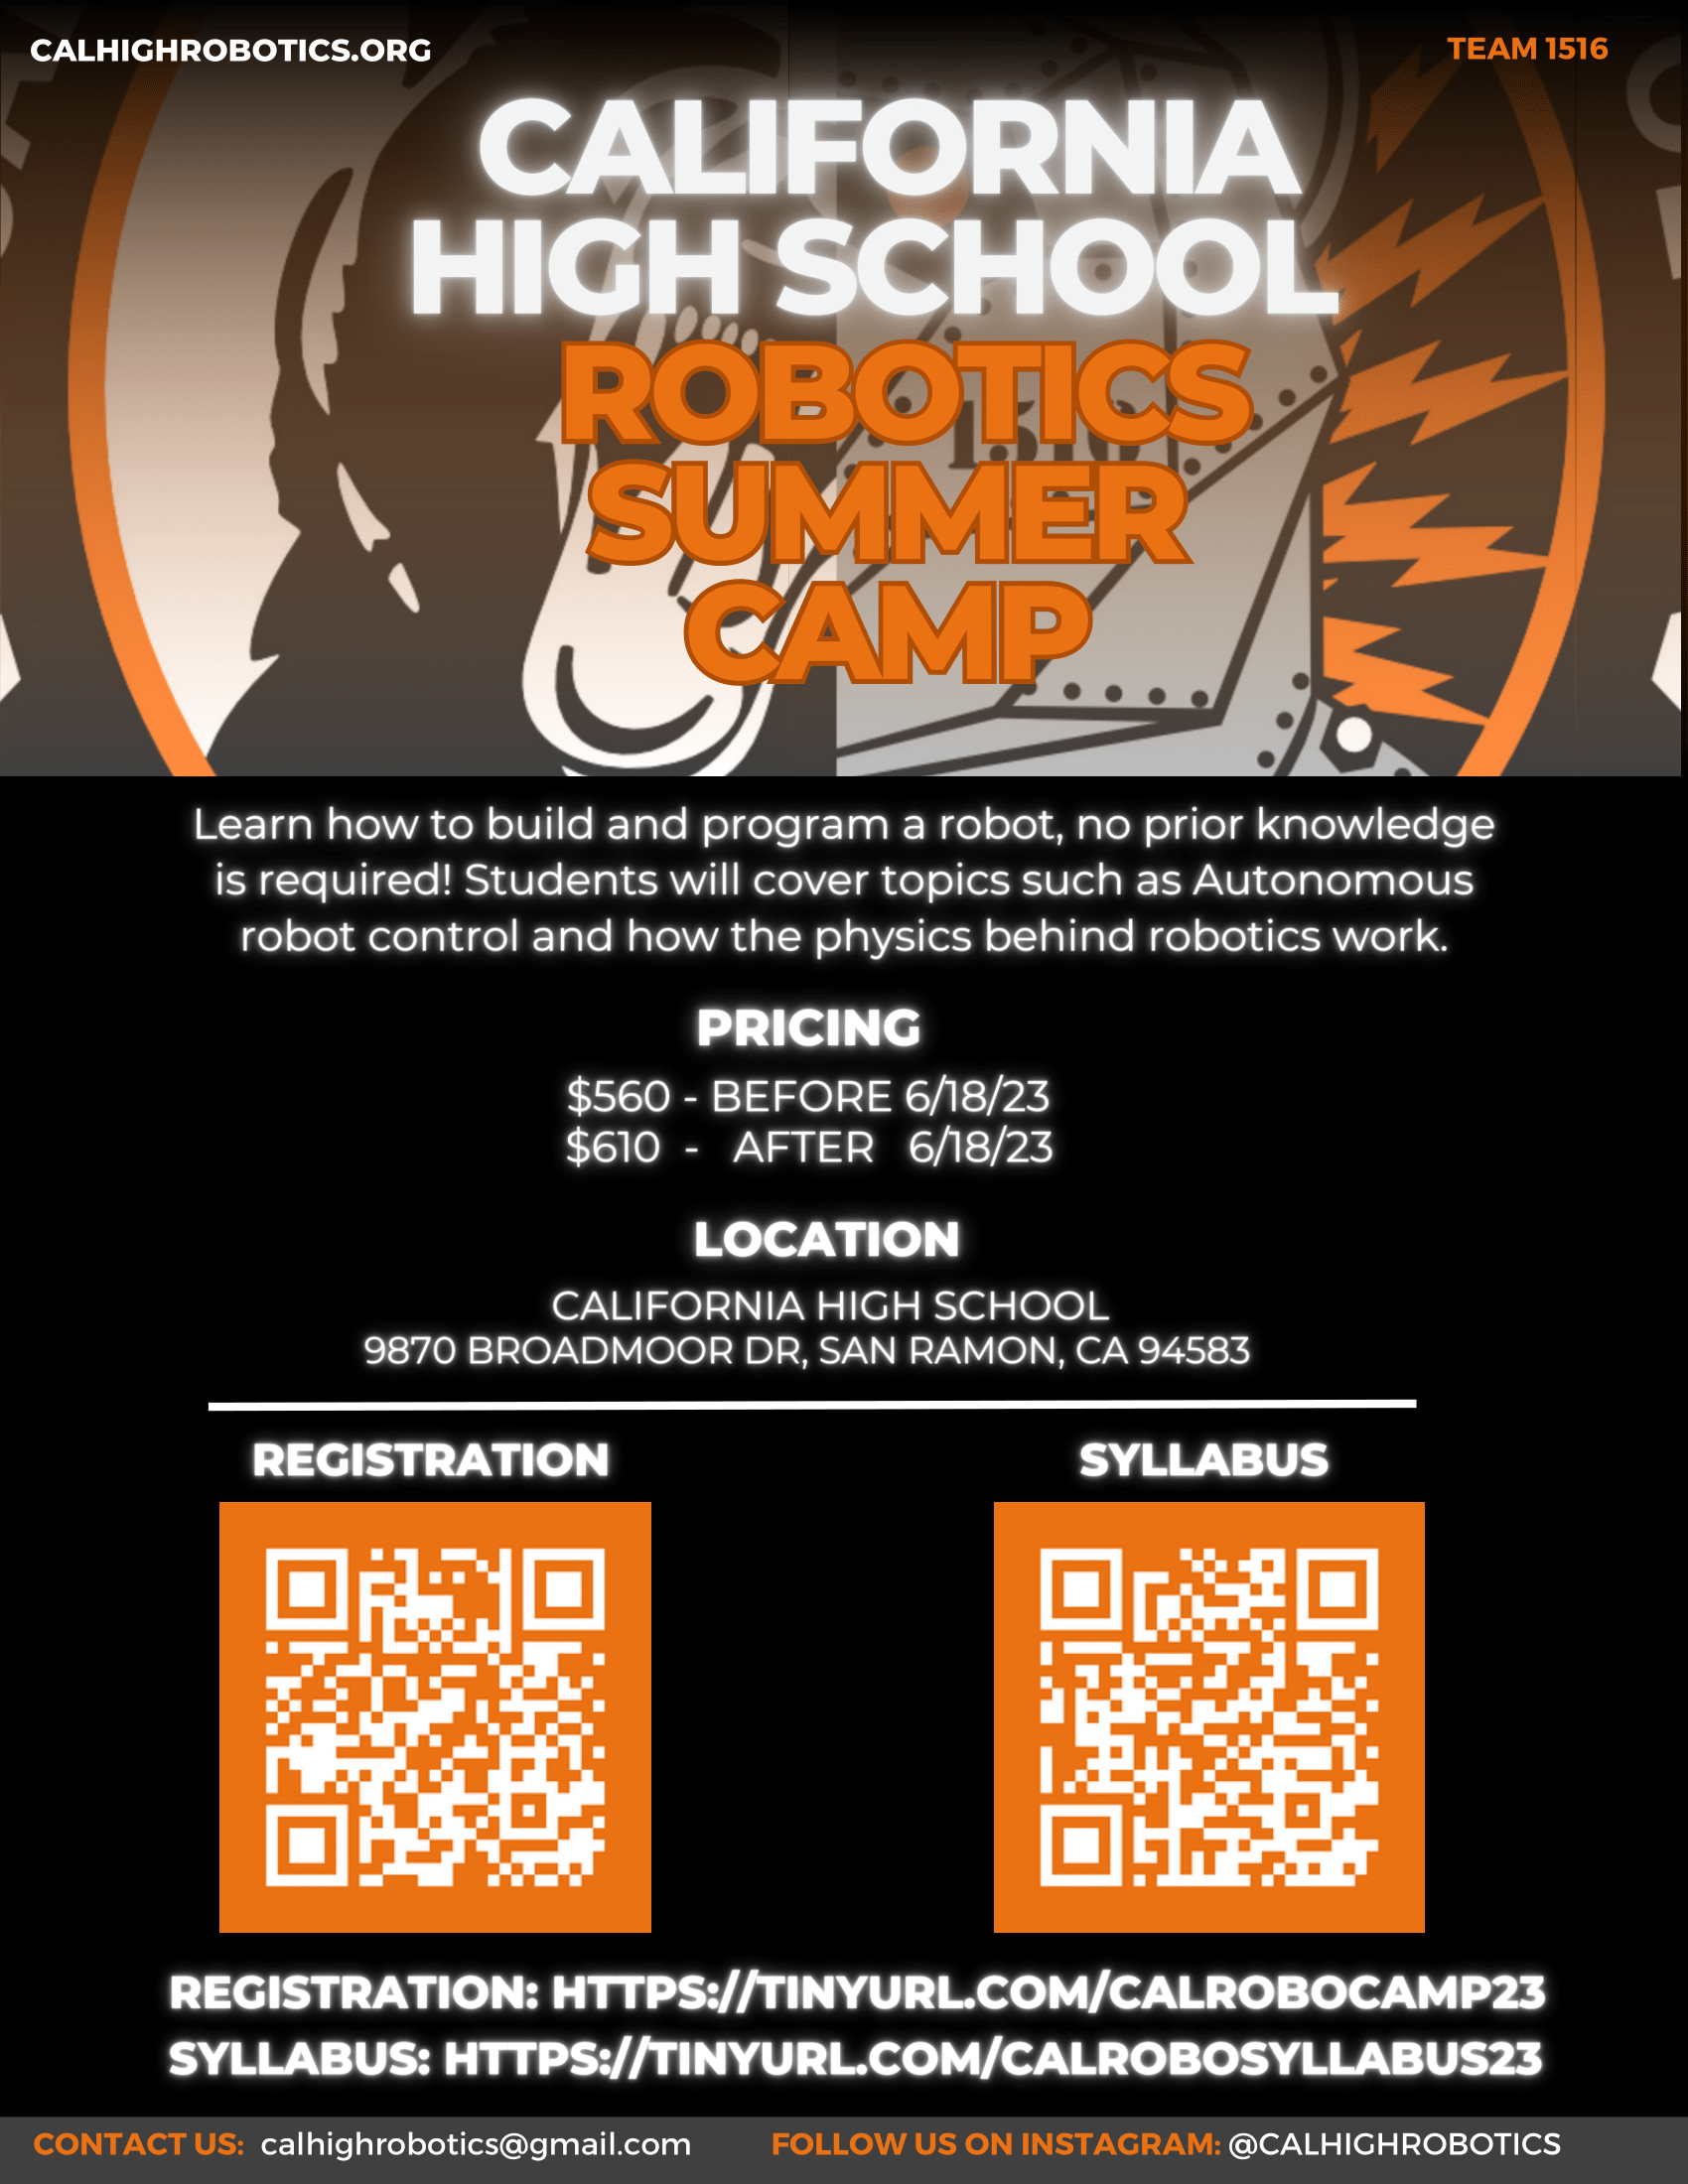 CALHIGHROBOTICS.ORG
TEAM 1516
CALIFORNIA
HIGH SCHOOL
ROBOTICS
SUMMER
CAMP
1516
Learn how to build and program a robot, no prior knowledge
is required! Students will cover topics such as Autonomous
robot control and how the physics behind robotics work.
PRICING
$560 - BEFORE 6/18/23
$610 - AFTER 6/18/23
LOCATION
CALIFORNIA HIGH SCHOOL
9870 BROADMOOR DR, SAN RAMON, CA 94583
REGISTRATION
SYLLABUS
REGISTRATION: HTTPS://TINYURL.COM/CALROBOCAMP23
SYLLABUS: HTTPS://TINYURL.COM/CALROBOSYLLABUS23
CONTACT US: calhighrobotics@gmail.com
FOLLOW US ON INSTAGRAM: @CALHIGHROBOTICS